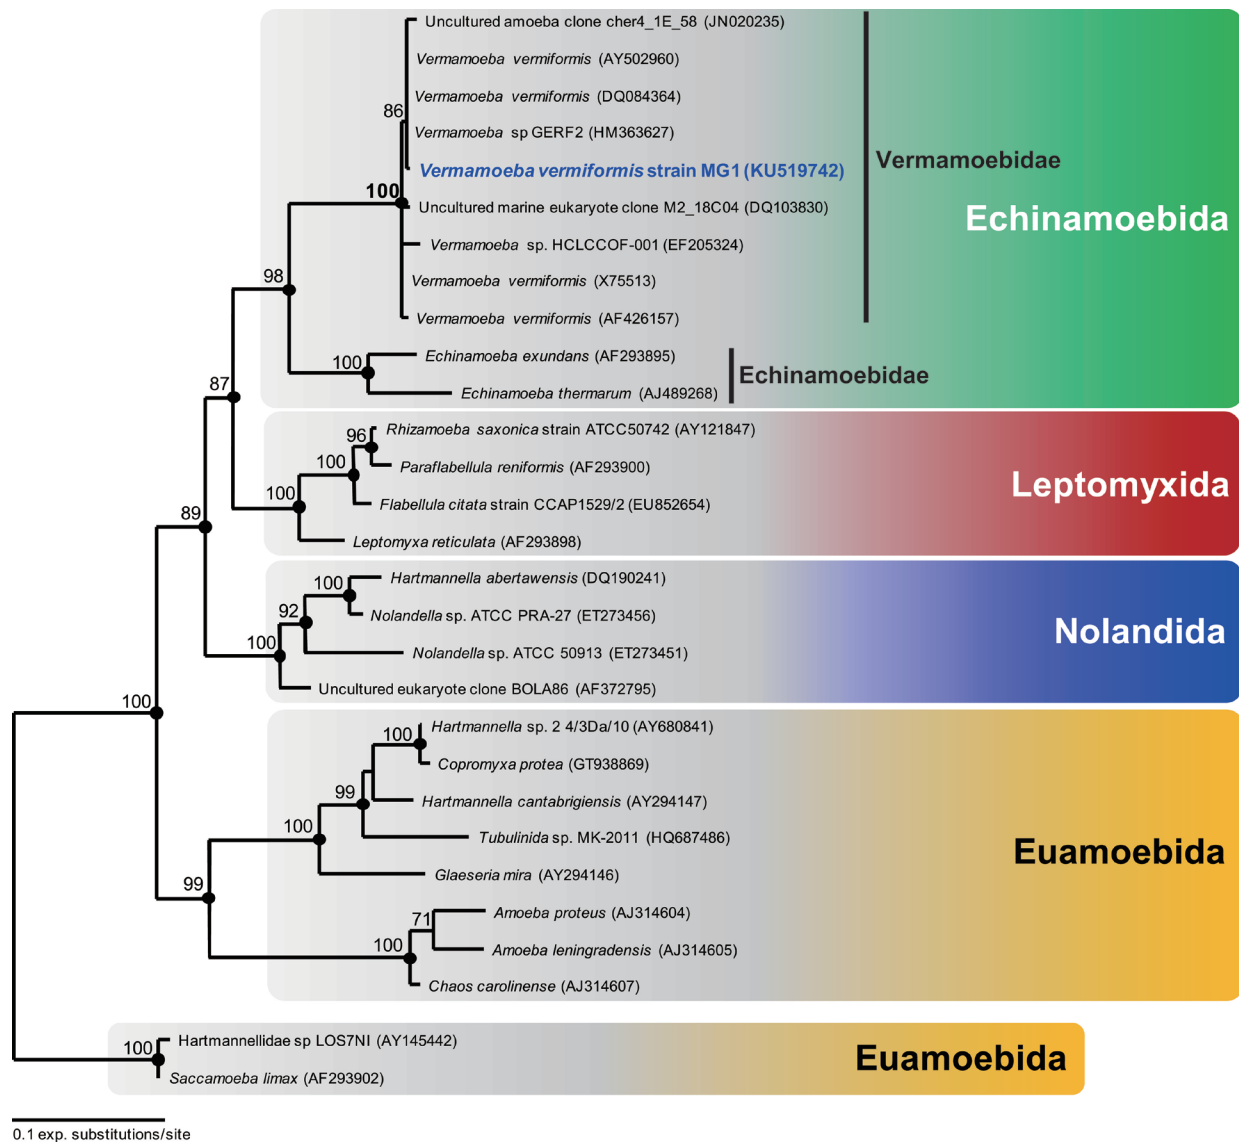 Uncultured amoeba clone cher4_1E_58 (JN020235)
Vermamoeba vermiformis (AY502960)
Vermamoeba vermiformis (DQ084364)
86
Vermamoeba sp GERF2 (HM363627)
Vermamoebidae
Vermamoeba vermiformis strain MG1 (KU519742)
100
Uncultured marine eukaryote clone M2_18C04 (DQ103830)
Echinamoebida
Vermamoeba sp. HCLCCOF-001 (EF205324)
98
Vermamoeba vermiformis (X75513)
Vermamoeba vermiformis (AF426157)
Echinamoeba exundans (AF293895)
100
Echinamoebidae
87
Echinamoeba thermarum (AJ489268)
Rhizamoeba saxonica strain ATCC50742 (AY121847)
96
100
Paraflabellula reniformis (AF293900)
Leptomyxida
100
Flabellula citata strain CCAP1529/2 (EU852654)
89
Leptomyxa reticulata (AF293898)
Hartmannella abertawensis (DQ190241)
100
92
Nolandella sp. ATCC PRA-27 (ET273456)
Nolandida
100
Nolandella sp. ATCC 50913 (ET273451)
Uncultured eukaryote clone BOLA86 (AF372795)
100
Hartmannella sp. 2 4/3Da/10 (AY680841)
100
Copromyxa protea (GT938869)
99
Hartmannella cantabrigiensis (AY294147)
100
Tubulinida sp. MK-2011 (HQ687486)
Euamoebida
Glaeseria mira (AY294146)
99
Amoeba proteus (AJ314604)
71
100
Amoeba leningradensis (AJ314605)
Chaos carolinense (AJ314607)
Hartmannellidae sp LOS7NI (AY145442)
100
Euamoebida
Saccamoeba limax (AF293902)
0.1 exp. substitutions/site